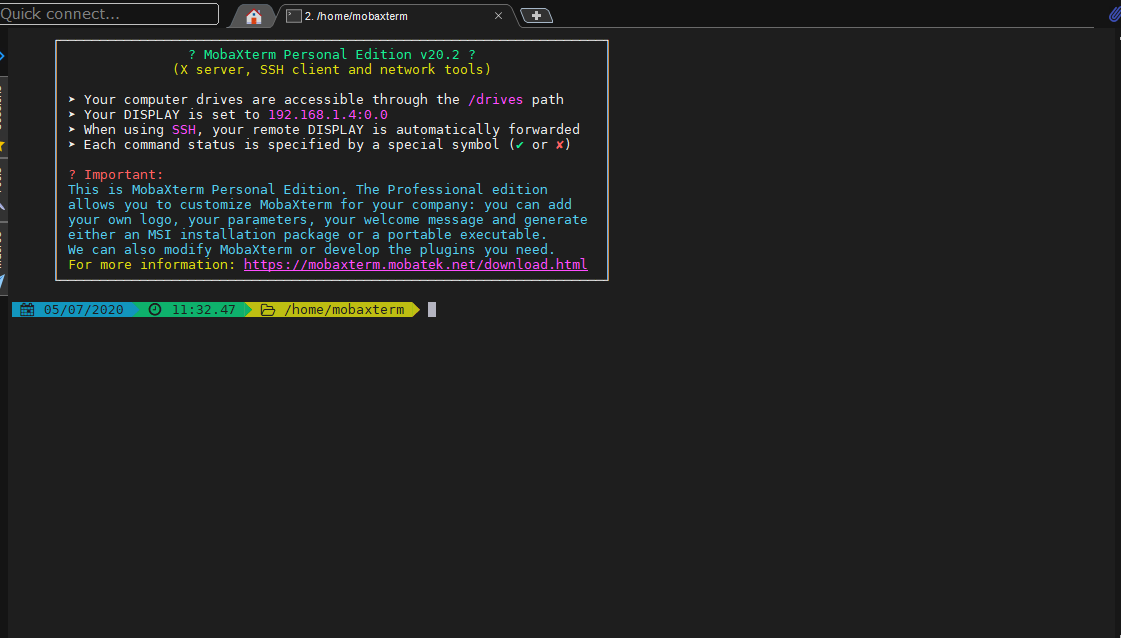 Quick connect...
2. /home/mobaxterm
? MobaXterm Personal Edition v20.2 ?
(X server, SSH client and network tools)
➤ Your computer drives are accessible through the /drives path
➤ Your DISPLAY is set to 192.168.1.4:0.0
➤ When using SSH, your remote DISPLAY is automatically forwarded
➤ Each command status is specified by a special symbol (✔ or ✘)
? Important:
This is MobaXterm Personal Edition. The Professional edition
allows you to customize MobaXterm for your company: you can add
your own logo, your parameters, your welcome message and generate
either an MSI installation package or a portable executable.
We can also modify MobaXterm or develop the plugins you need.
For more information: https://mobaxterm.mobatek.net/download.html
05/07/2020 11:32.47 /home/mobaxterm